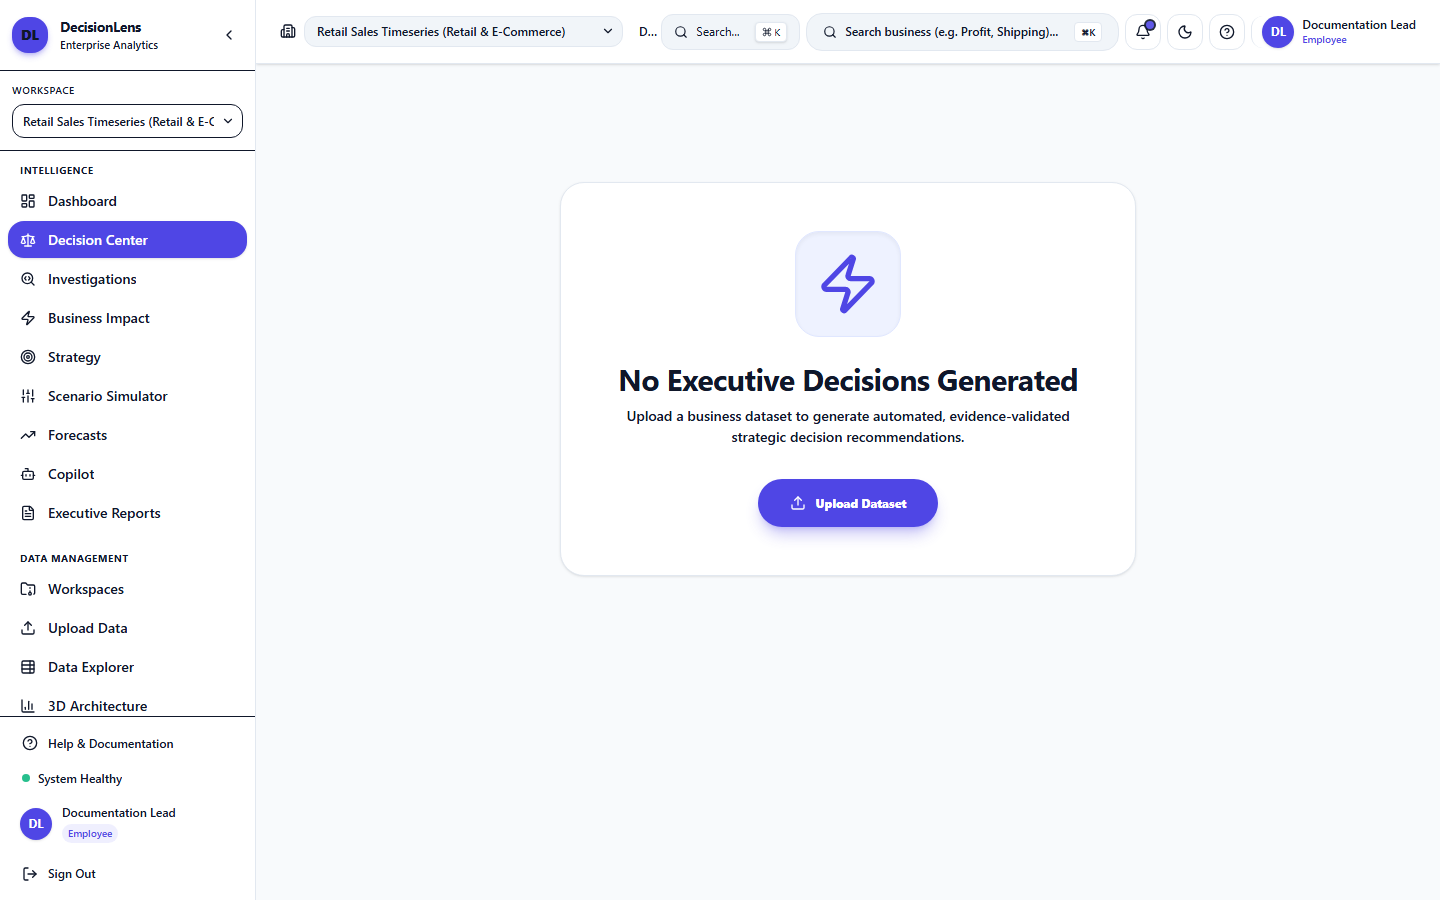 DL
DecisionLens
Enterprise Analytics
WORKSPACE
Retail Sales Timeseries (Retail & E-C
INTELLIGENCE
Dashboard
Decision Center
Investigations
Business Impact
Strategy
Scenario Simulator
Forecasts
Copilot
Executive Reports
DATA MANAGEMENT
Workspaces
Upload Data
Data Explorer
3D Architecture
Help & Documentation
System Healthy
DL
Documentation Lead
Employee
Sign Out
Retail Sales Timeseries (Retail & E-Commerce)
D...
Search...
⌘ K
Search business (e.g. Profit, Shipping)...
⌘K
DL
Documentation Lead
Employee
No Executive Decisions Generated
Upload a business dataset to generate automated, evidence-validated
strategic decision recommendations.
Upload Dataset